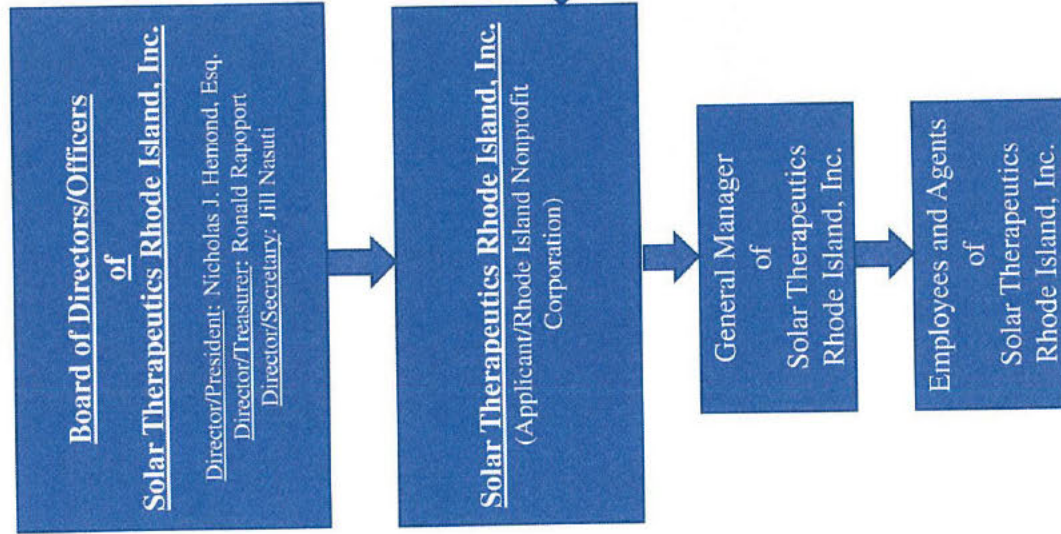 Board of Directors/Officers
of
Solar Therapeutics Rhode Island, Inc.
Director/President: Nicholas J. Hemond, Esq.
Director/Treasurer: Ronald Rapoport
Director/Secretary: Jill Nasuti
Solar Therapeutics Rhode Island, Inc.
(Applicant/Rhode Island Nonprofit
Corporation)
General Manager
of
Solar Therapeutics
Rhode Island, Inc.
Employees and Agents
of
Solar Therapeutics
Rhode Island, Inc.